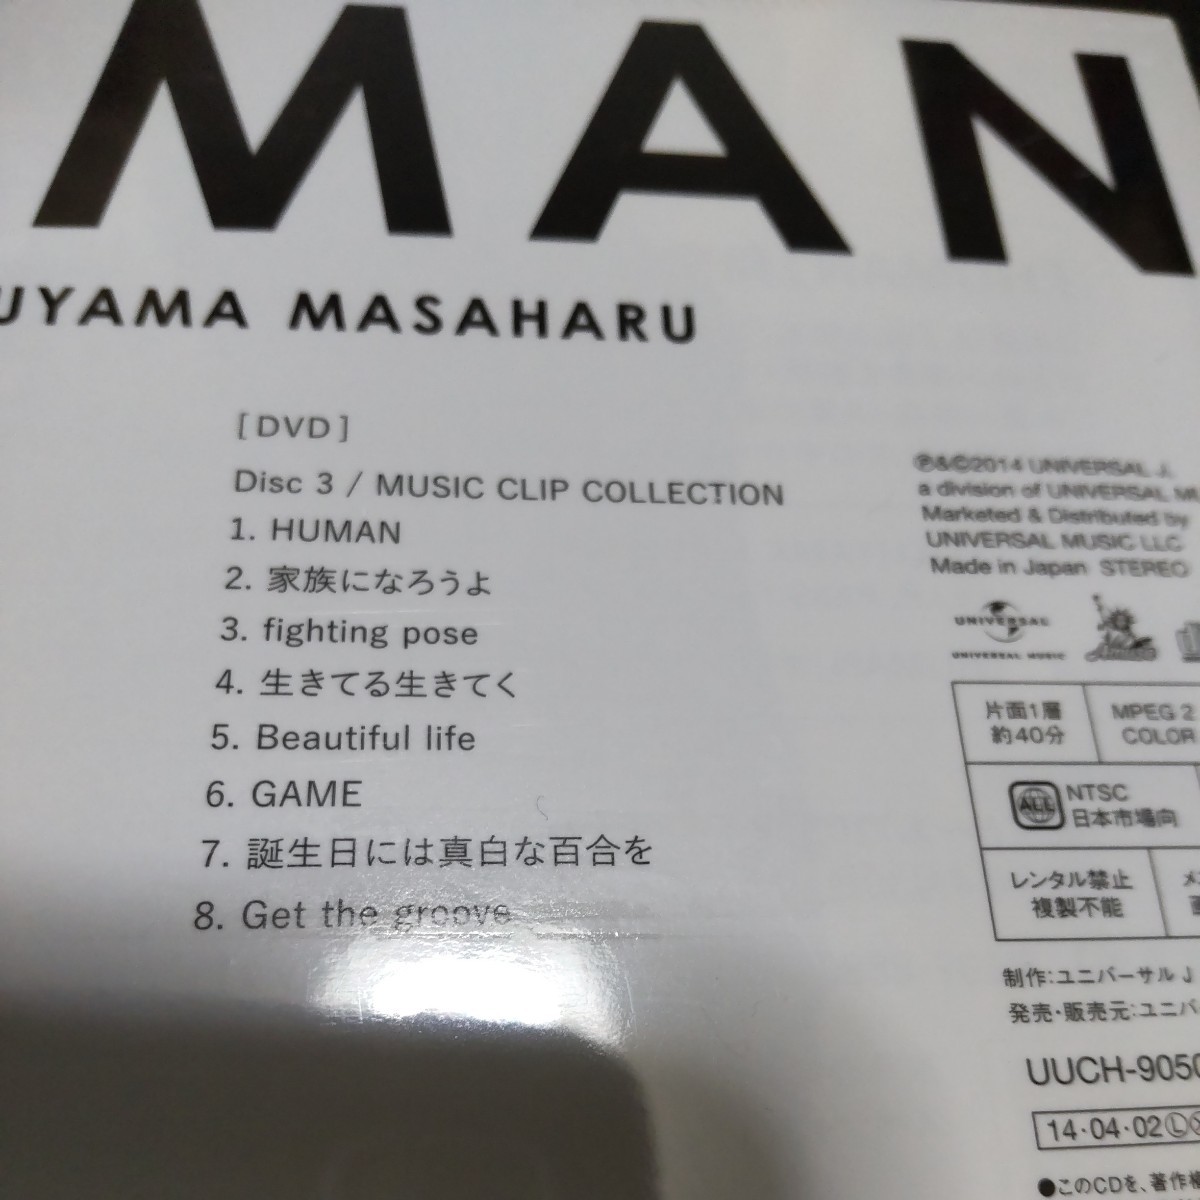 MAN
UYAMA MASAHARU
[DVD]
Disc 3 / MUSIC CLIP COLLECTION
1. HUMAN
2. 家族になろうよ
3. fighting pose
4. 生きてる生きてく
5. Beautiful life
6. GAME
7. 誕生日には真白な百合を
8. Get the groove
℗&©2014 UNIVERSAL J,
a division of UNIVERSAL MU
Marketed & Distributed by
UNIVERSAL MUSIC LLC
Made in Japan STEREO
UNIVERSAL
UNIVERSAL MUSIC
片面1層
約40分
MPEG 2
COLOR
ALL
NTSC
日本市場向
レンタル禁止
複製不能
制作:ユニバーサル J
発売・販売元:ユニバ
UUCH-9050
14・04・02 Ⓛ
●このCDを、著作権